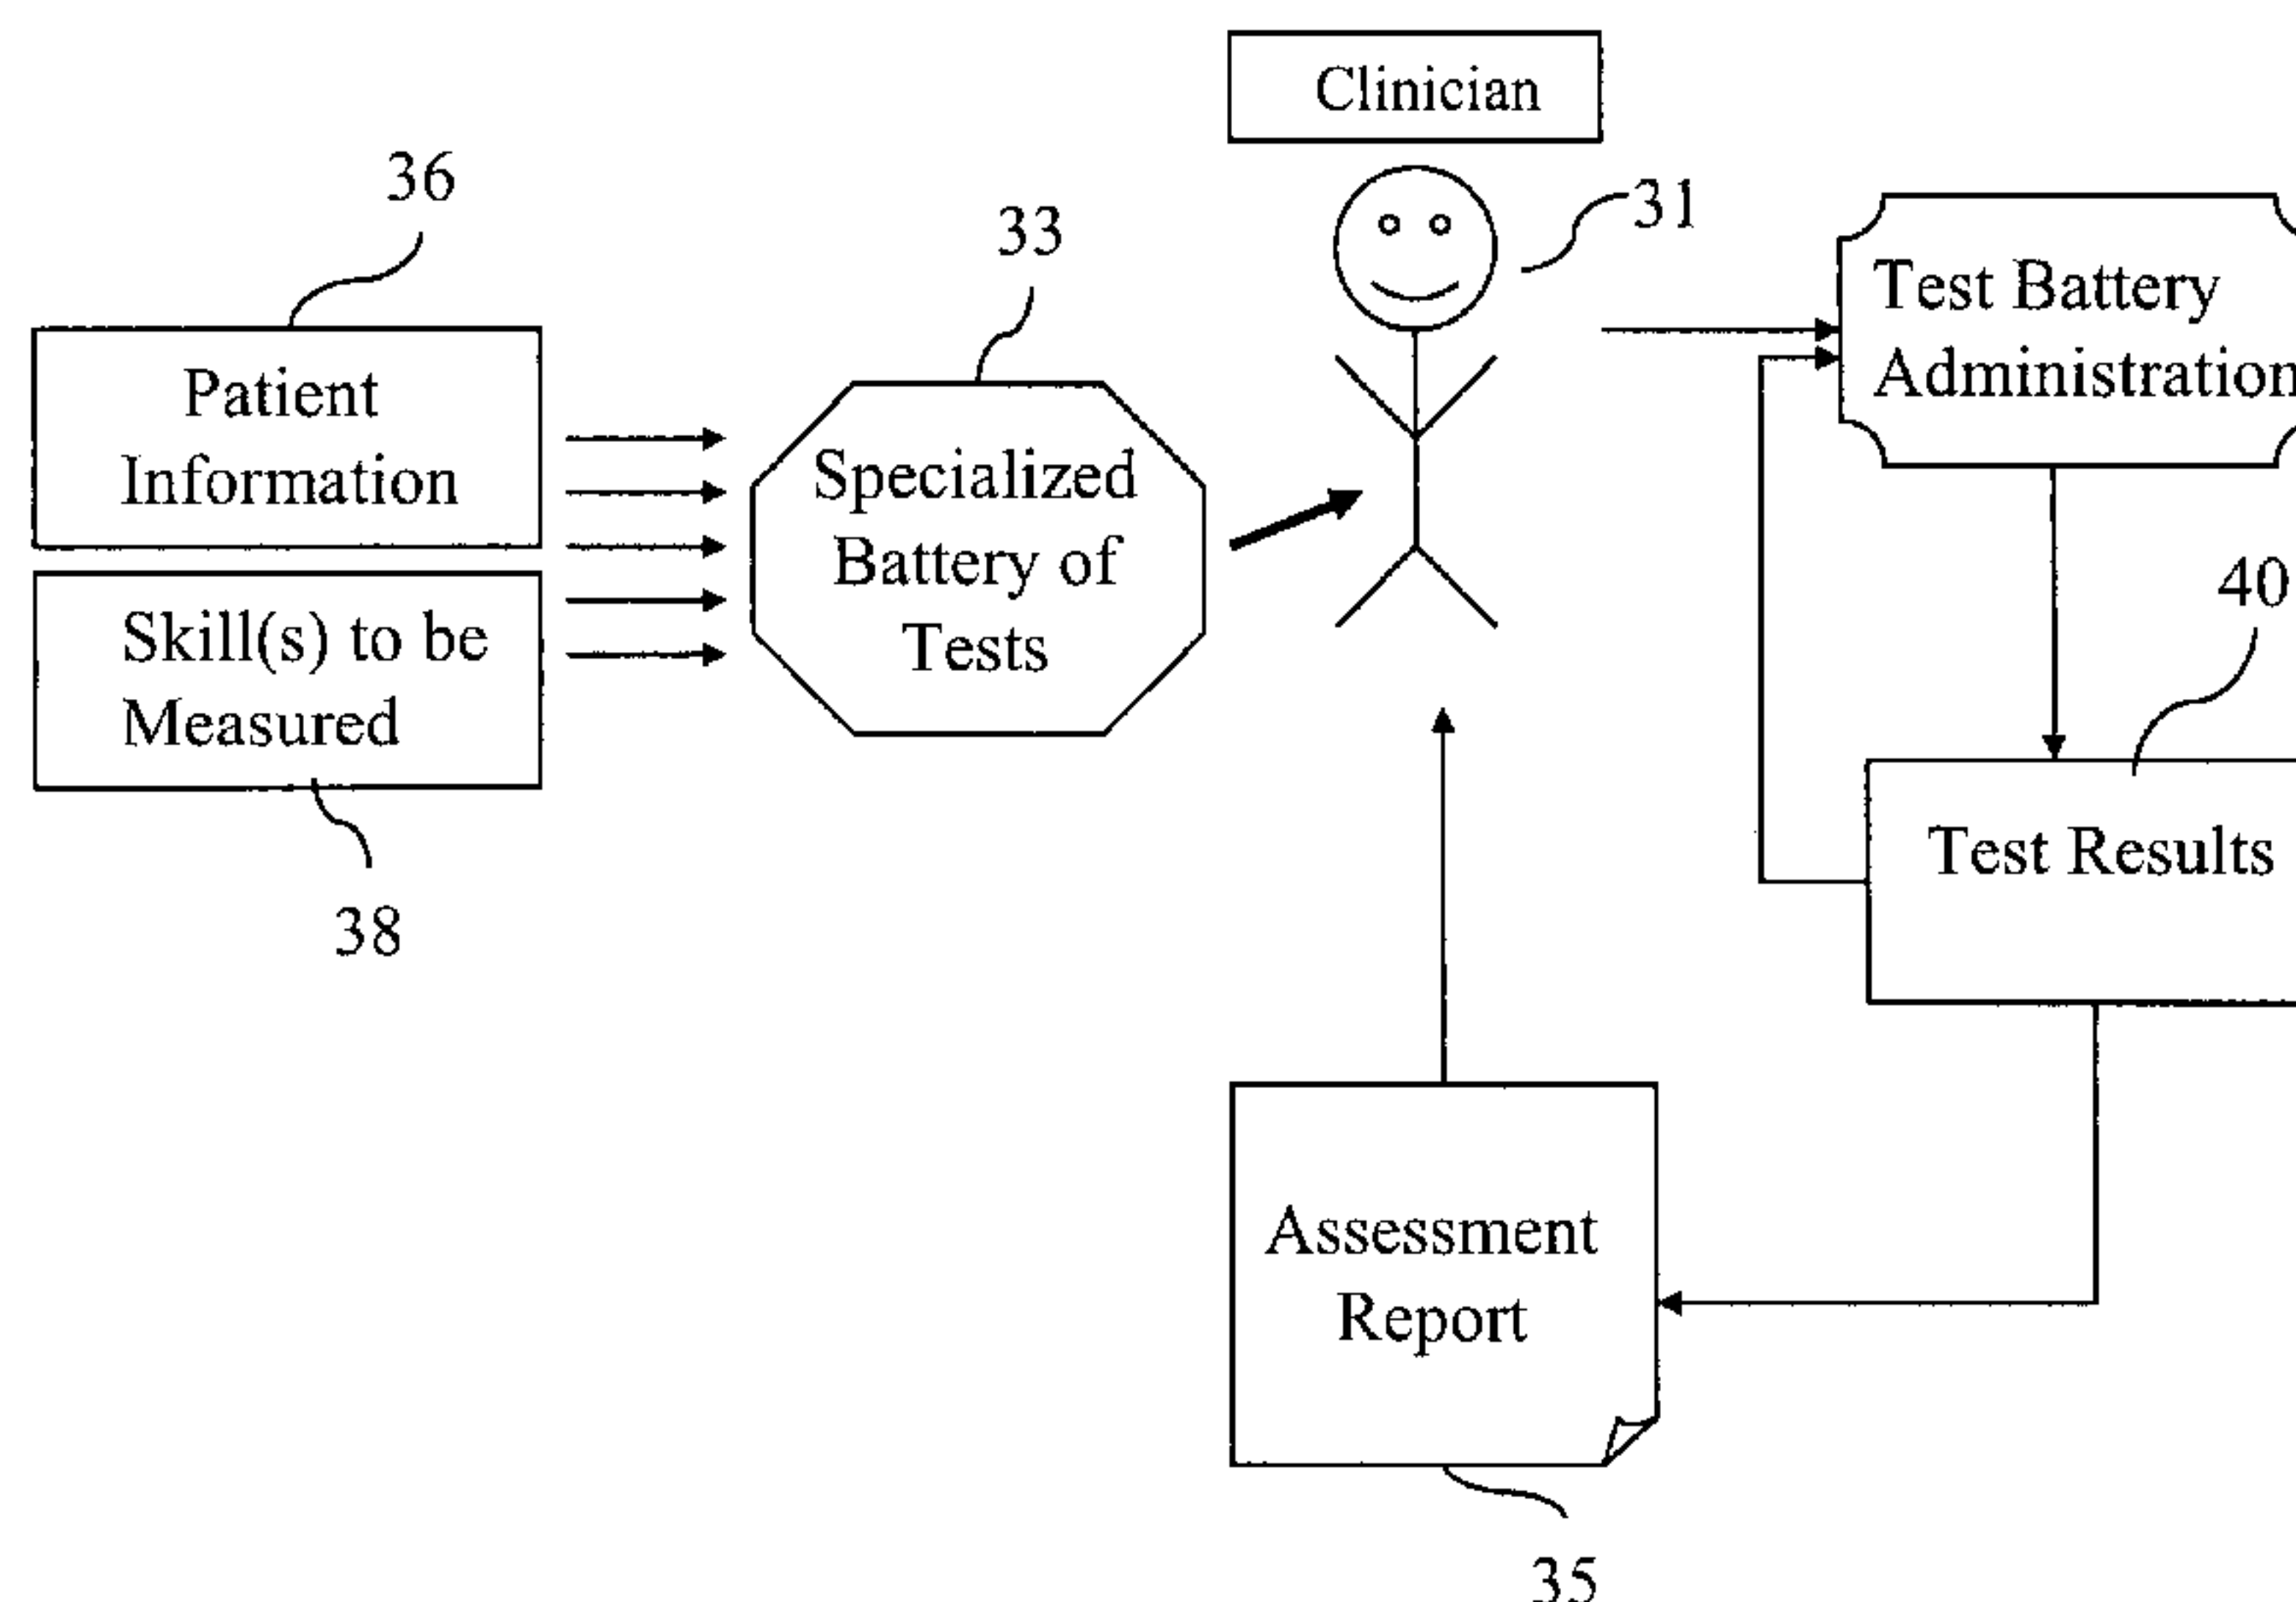 Clinician
36
31
33
Test Battery
Administration
Patient
Information
Specialized
Battery of
Tests
40
Skill(s) to be
Measured
Test Results
38
Assessment
Report
35